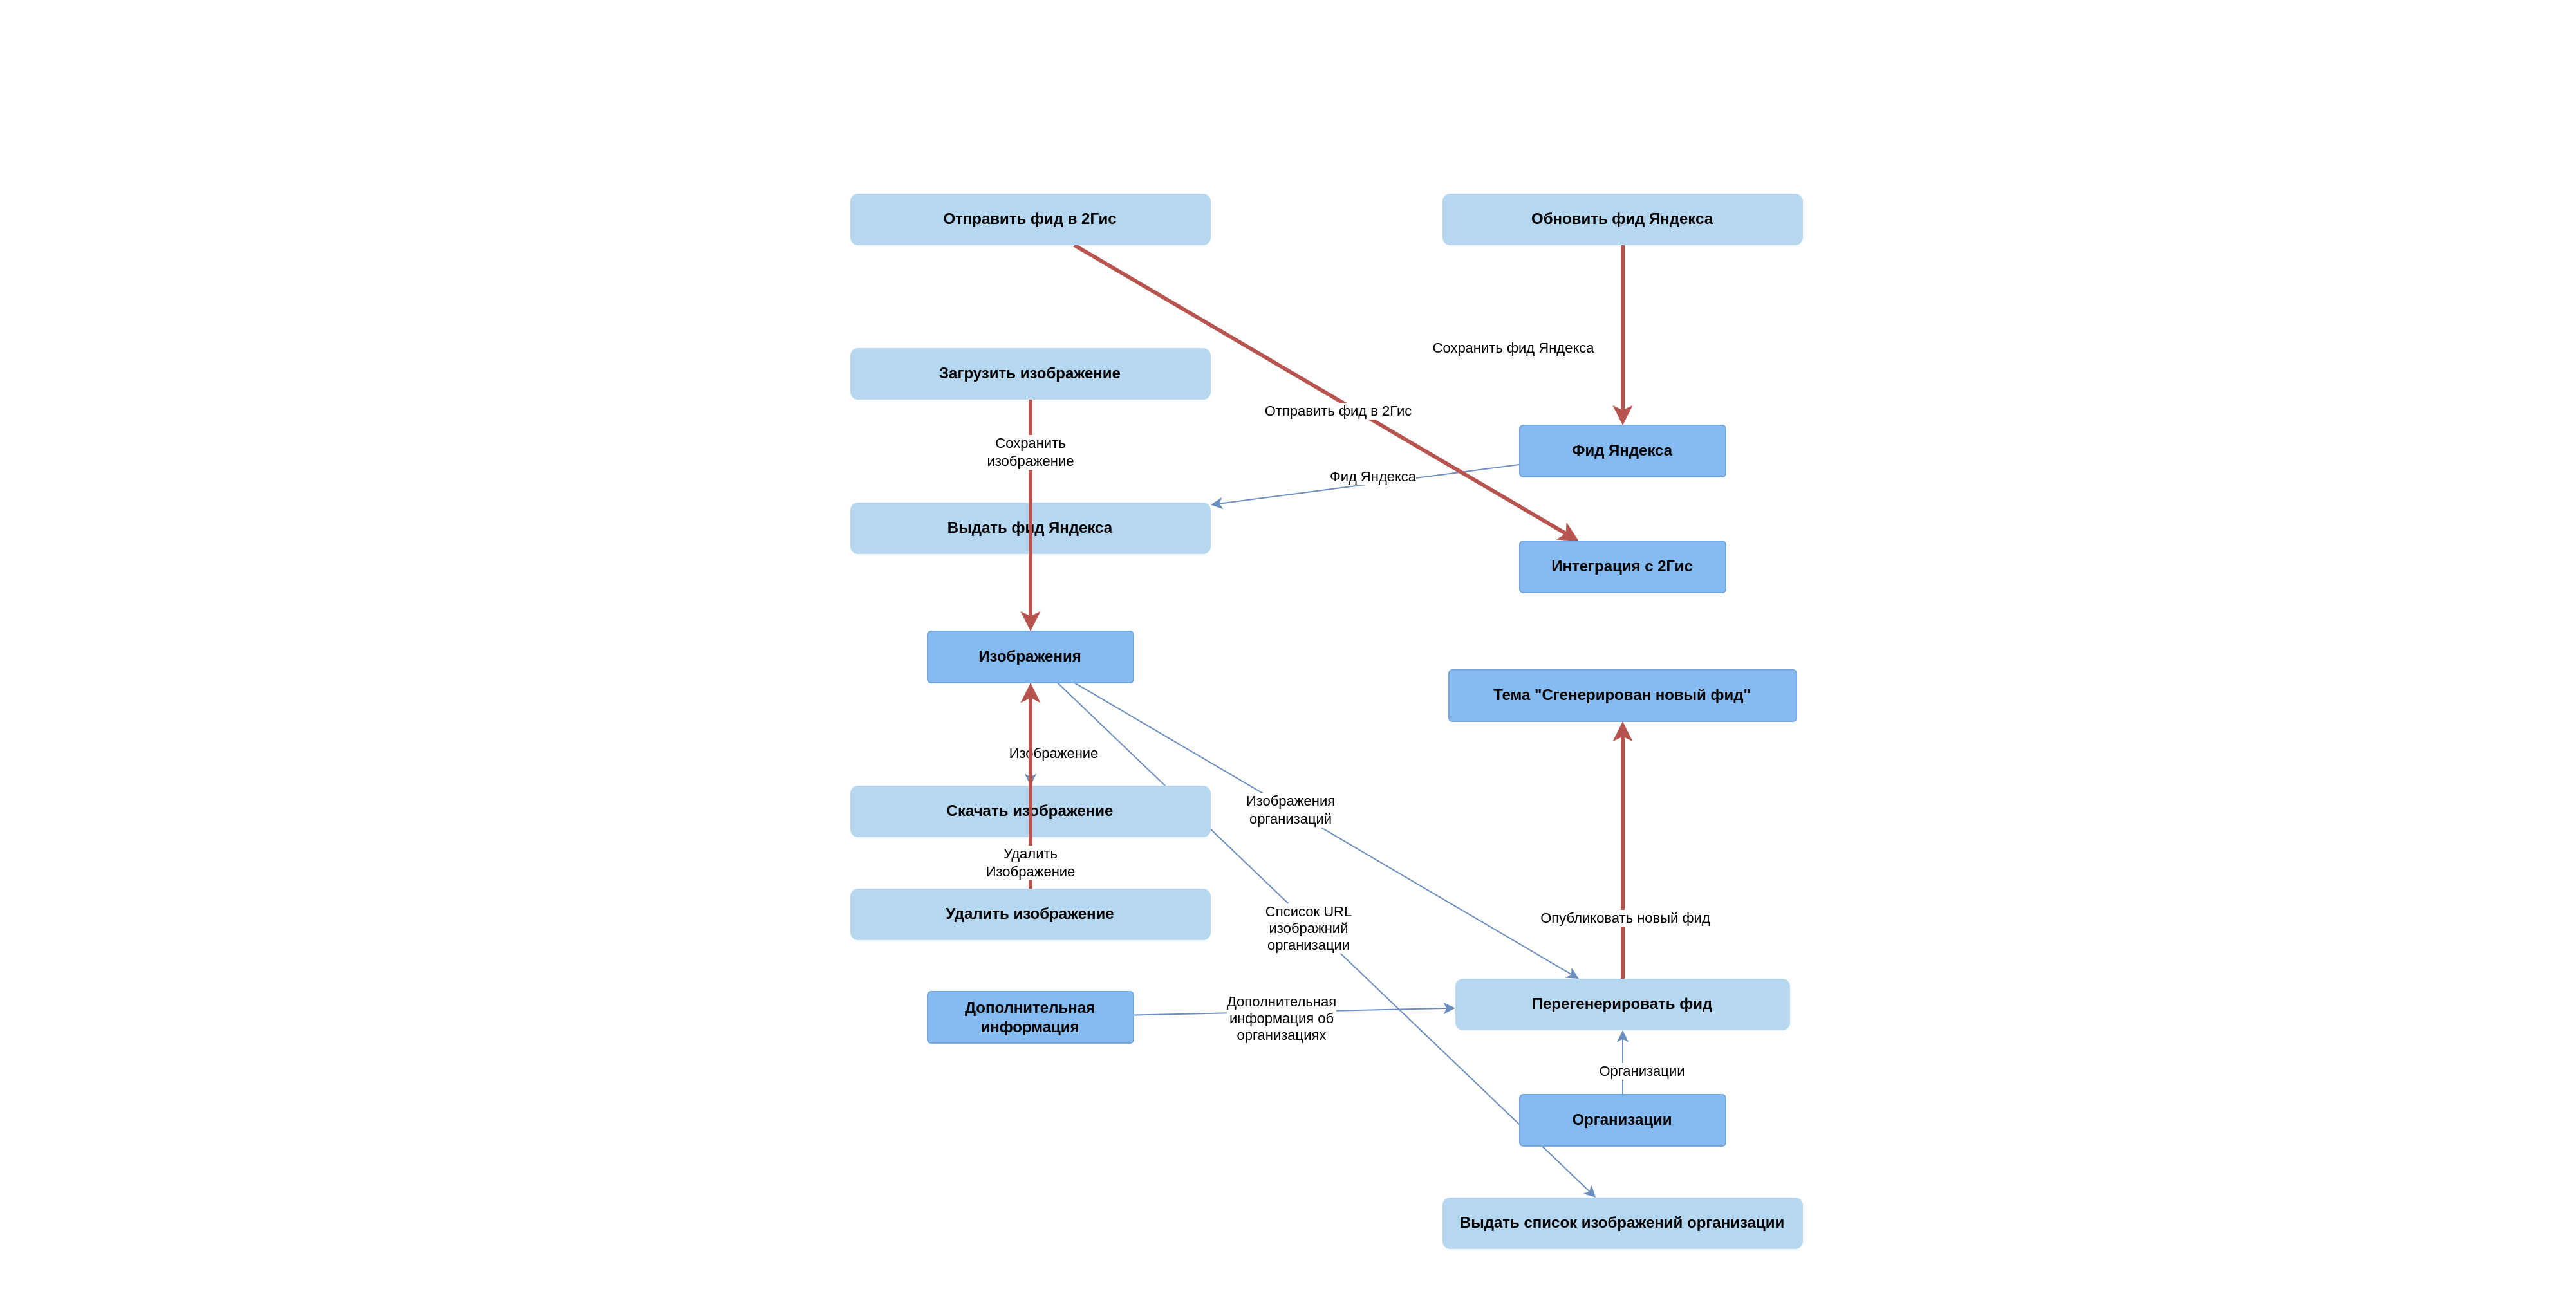 Отправить фид в 2Гис
Обновить фид Яндекса
Сохранить фид Яндекса
Загрузить изображение
Отправить фид в 2Гис
Сохранить
изображение
Фид Яндекса
Фид Яндекса
Выдать фид Яндекса
Интеграция с 2Гис
Изображения
Тема "Сгенерирован новый фид"
Изображение
Скачать изображение
Изображения
организаций
Удалить
Изображение
Удалить изображение
Спсисок URL
изображний
организации
Опубликовать новый фид
Дополнительная
информация
Дополнительная
информация об
организациях
Перегенерировать фид
Организации
Организации
Выдать список изображений организации